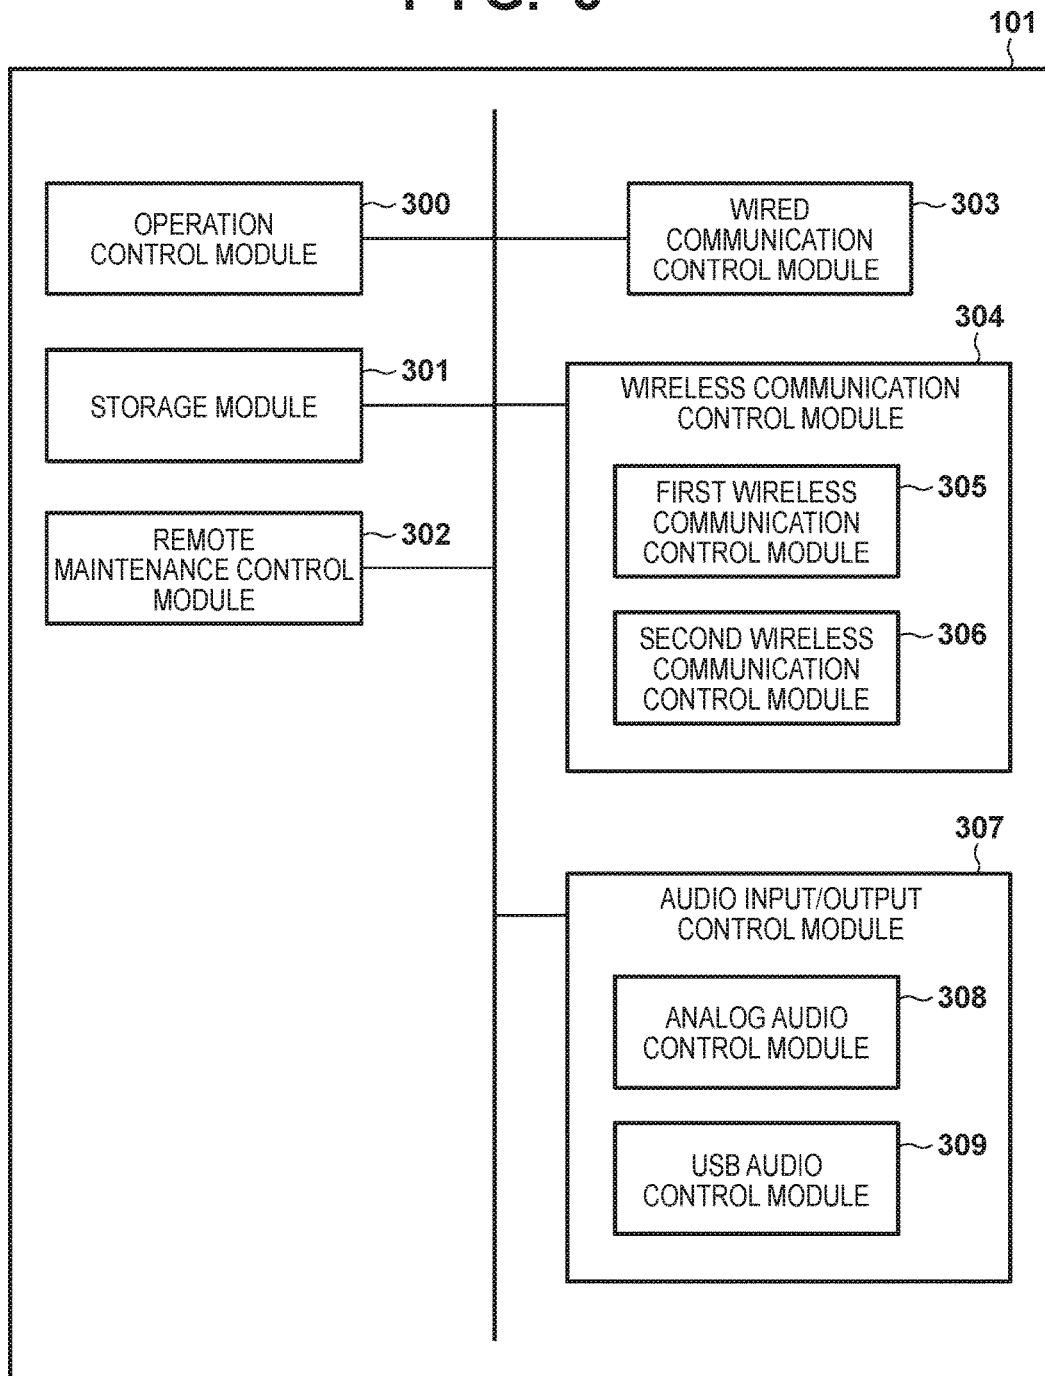 101
OPERATION
CONTROL MODULE
300
WIRED
COMMUNICATION
CONTROL MODULE
303
STORAGE MODULE
301
304
WIRELESS COMMUNICATION
CONTROL MODULE
FIRST WIRELESS
COMMUNICATION
CONTROL MODULE
305
REMOTE
MAINTENANCE CONTROL
MODULE
302
SECOND WIRELESS
COMMUNICATION
CONTROL MODULE
306
307
AUDIO INPUT/OUTPUT
CONTROL MODULE
ANALOG AUDIO
CONTROL MODULE
308
USB AUDIO
CONTROL MODULE
309